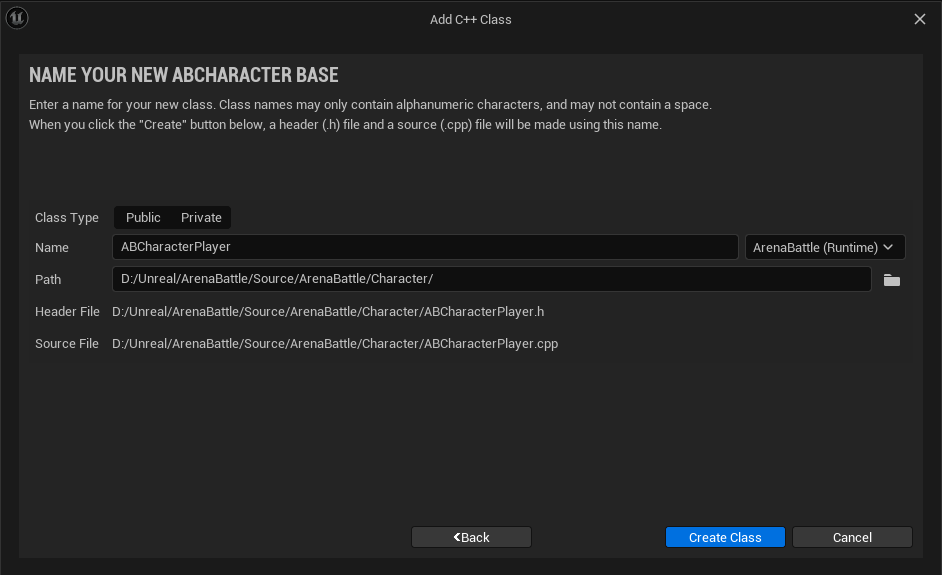 Add C++ Class
NAME YOUR NEW ABCHARACTER BASE
Enter a name for your new class. Class names may only contain alphanumeric characters, and may not contain a space.
When you click the "Create" button below, a header (.h) file and a source (.cpp) file will be made using this name.
Class Type Public Private
Name ABCharacterPlayer ArenaBattle (Runtime)
Path D:/Unreal/ArenaBattle/Source/ArenaBattle/Character/
Header File D:/Unreal/ArenaBattle/Source/ArenaBattle/Character/ABCharacterPlayer.h
Source File D:/Unreal/ArenaBattle/Source/ArenaBattle/Character/ABCharacterPlayer.cpp
Back Create Class Cancel